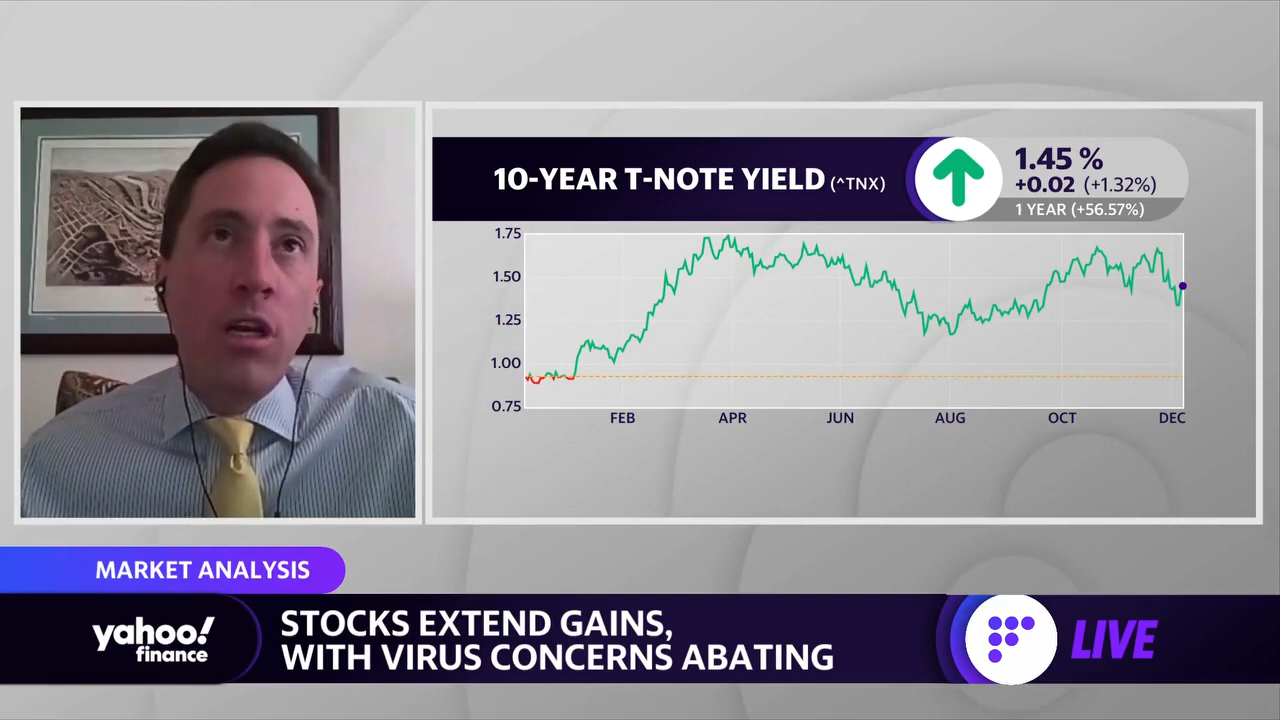 10-YEAR T-NOTE YIELD (^TNX)
1.45 %
+0.02 (+1.32%)
1 YEAR (+56.57%)
1.75
1.50
1.25
1.00
0.75
FEB APR JUN AUG OCT DEC
MARKET ANALYSIS
yahoo!
finance
STOCKS EXTEND GAINS,
WITH VIRUS CONCERNS ABATING
LIVE